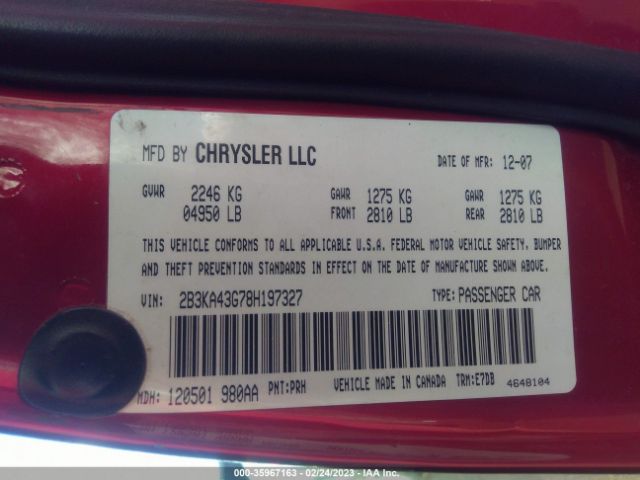 MFD BY CHRYSLER LLC DATE OF MFR: 12-07
GVWR 2246 KG GAWR 1275 KG GAWR 1275 KG
04950 LB FRONT 2810 LB REAR 2810 LB
THIS VEHICLE CONFORMS TO ALL APPLICABLE U.S.A. FEDERAL MOTOR VEHICLE SAFETY, BUMPER
AND THEFT PREVENTION STANDARDS IN EFFECT ON THE DATE OF MANUFACTURE SHOWN ABOVE.
VIN: 2B3KA43G78H197327 TYPE: PASSENGER CAR
MDH: 120501 980AA PNT: PRH VEHICLE MADE IN CANADA TRM: E7DB 4648104
000-35967163 - 02/24/2023 - IAA Inc.